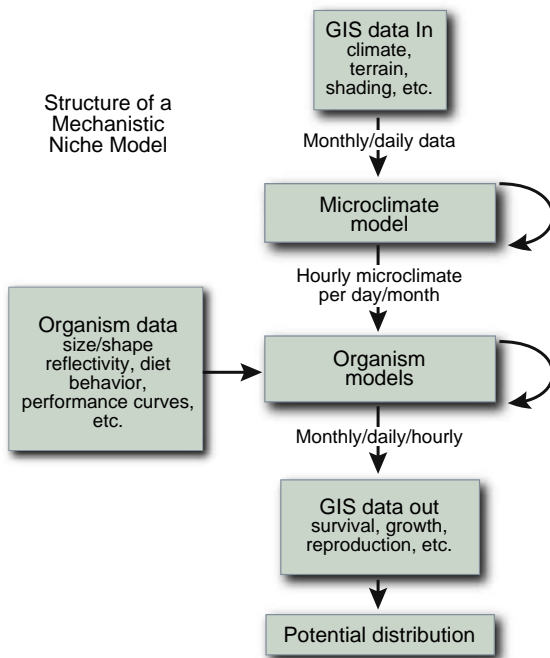 GIS data In
climate,
terrain,
shading, etc.
Structure of a
Mechanistic
Niche Model
Monthly/daily data
Microclimate
model
Hourly microclimate
per day/month
Organism data
size/shape
reflectivity, diet
behavior,
performance curves,
etc.
Organism
models
Monthly/daily/hourly
GIS data out
survival, growth,
reproduction, etc.
Potential distribution